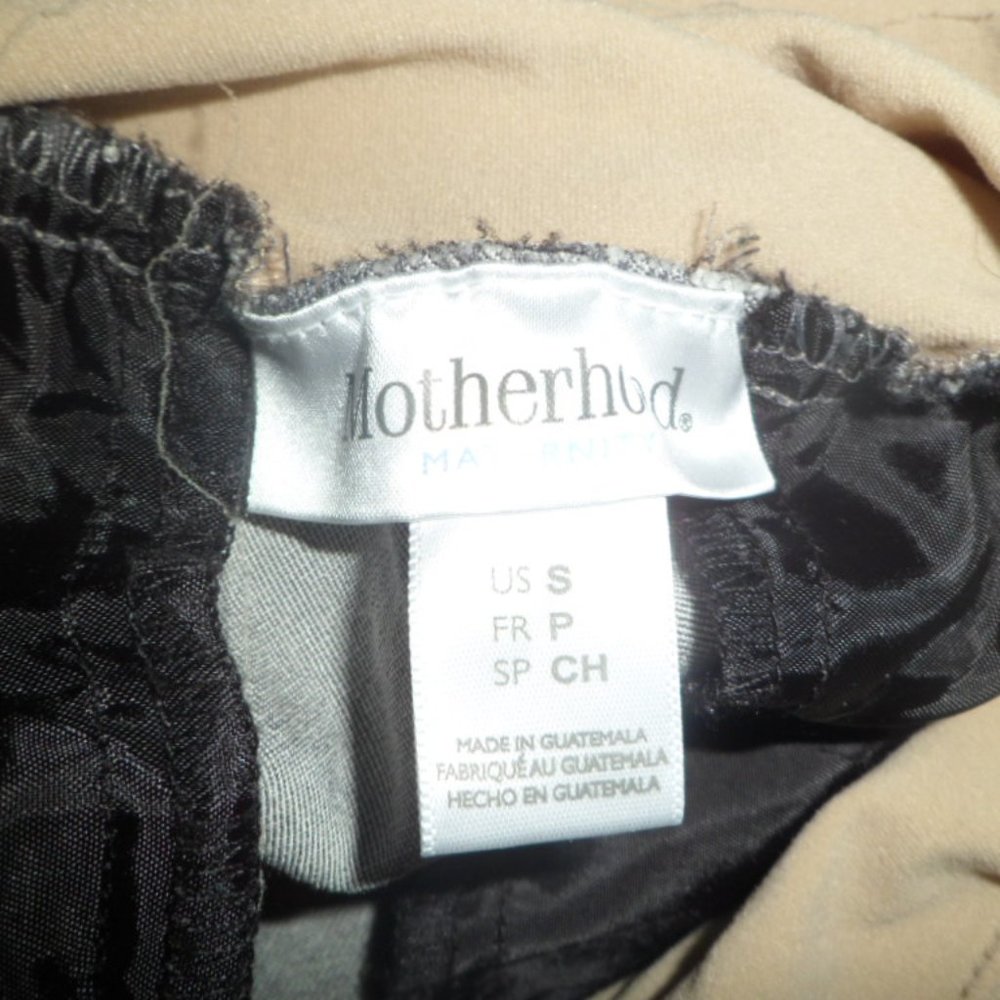 Motherhood®
MATERNITY
US S
FR P
SP CH
MADE IN GUATEMALA
FABRIQUÉ AU GUATEMALA
HECHO EN GUATEMALA